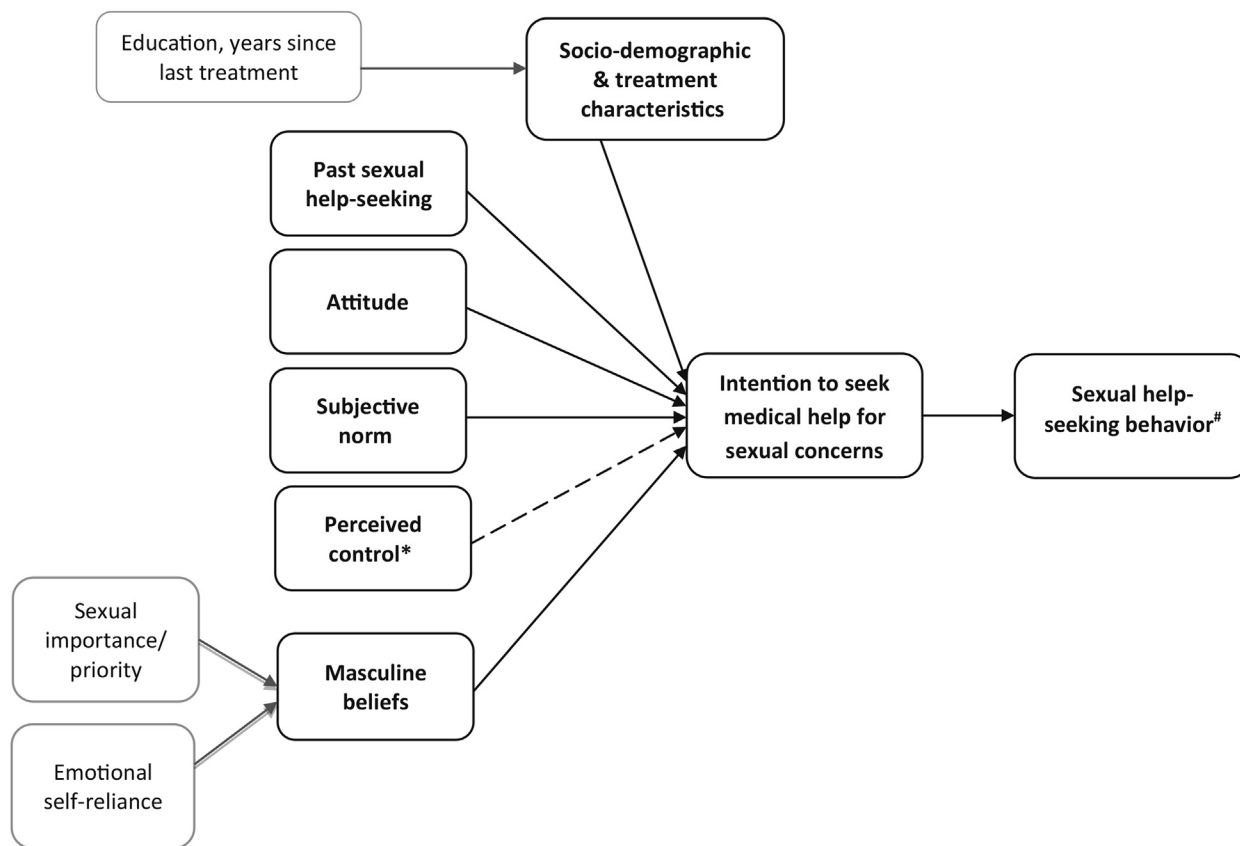 Education, years since
last treatment
Socio-demographic
& treatment
characteristics
Past sexual
help-seeking
Attitude
Subjective
norm
Perceived
control*
Sexual
importance/
priority
Masculine
beliefs
Emotional
self-reliance
Intention to seek
medical help for
sexual concerns
Sexual help-
seeking behavior#